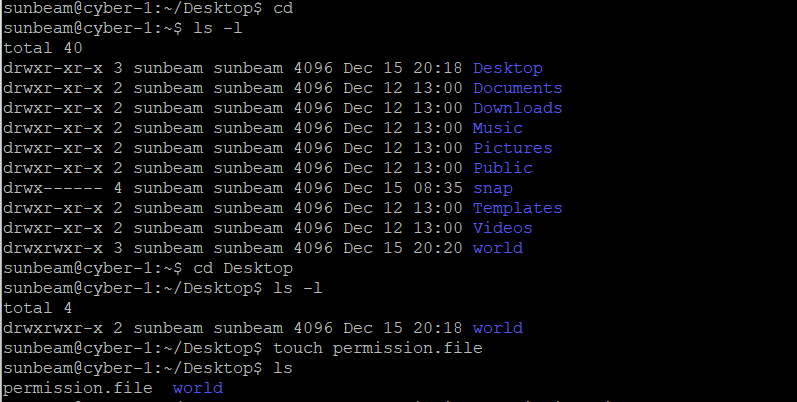 sunbeam@cyber-1:~/Desktop$ cd
sunbeam@cyber-1:~$ ls -l
total 40
drwxr-xr-x 3 sunbeam sunbeam 4096 Dec 15 20:18 Desktop
drwxr-xr-x 2 sunbeam sunbeam 4096 Dec 12 13:00 Documents
drwxr-xr-x 2 sunbeam sunbeam 4096 Dec 12 13:00 Downloads
drwxr-xr-x 2 sunbeam sunbeam 4096 Dec 12 13:00 Music
drwxr-xr-x 2 sunbeam sunbeam 4096 Dec 12 13:00 Pictures
drwxr-xr-x 2 sunbeam sunbeam 4096 Dec 12 13:00 Public
drwx------ 4 sunbeam sunbeam 4096 Dec 15 08:35 snap
drwxr-xr-x 2 sunbeam sunbeam 4096 Dec 12 13:00 Templates
drwxr-xr-x 2 sunbeam sunbeam 4096 Dec 12 13:00 Videos
drwxrwxr-x 3 sunbeam sunbeam 4096 Dec 15 20:20 world
sunbeam@cyber-1:~$ cd Desktop
sunbeam@cyber-1:~/Desktop$ ls -l
total 4
drwxrwxr-x 2 sunbeam sunbeam 4096 Dec 15 20:18 world
sunbeam@cyber-1:~/Desktop$ touch permission.file
sunbeam@cyber-1:~/Desktop$ ls
permission.file  world